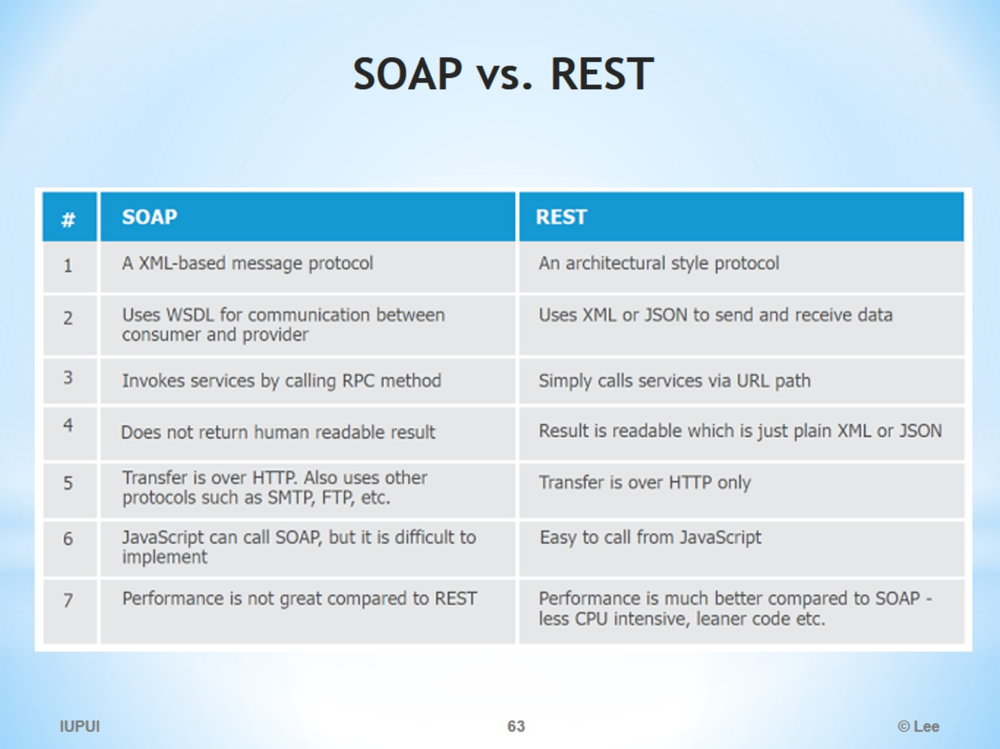 SOAP vs. REST
# SOAP REST
1 A XML-based message protocol An architectural style protocol
2 Uses WSDL for communication between Uses XML or JSON to send and receive data
consumer and provider
3 Invokes services by calling RPC method Simply calls services via URL path
4 Does not return human readable result Result is readable which is just plain XML or JSON
5 Transfer is over HTTP. Also uses other Transfer is over HTTP only
protocols such as SMTP, FTP, etc.
6 JavaScript can call SOAP, but it is difficult to Easy to call from JavaScript
implement
7 Performance is not great compared to REST Performance is much better compared to SOAP -
less CPU intensive, leaner code etc.
IUPUI 63 © Lee